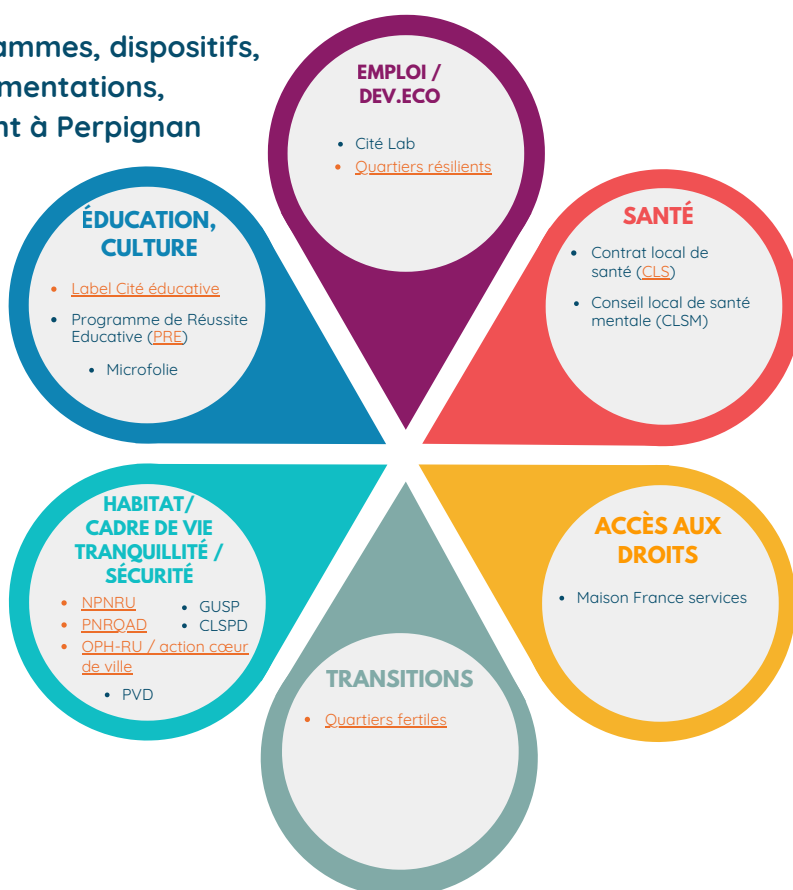 ammes, dispositifs,
mentations,
nt à Perpignan
EMPLOI /
DEV.ECO
• Cité Lab
• Quartiers résilients
ÉDUCATION,
CULTURE
• Label Cité éducative
• Programme de Réussite
Educative (PRE)
• Microfolie
SANTÉ
• Contrat local de
santé (CLS)
• Conseil local de santé
mentale (CLSM)
HABITAT/
CADRE DE VIE
TRANQUILLITÉ /
SÉCURITÉ
• NPNRU
• PNRQAD
• OPH-RU / action cœur
de ville
• GUSP
• CLSPD
• PVD
ACCÈS AUX
DROITS
• Maison France services
TRANSITIONS
• Quartiers fertiles